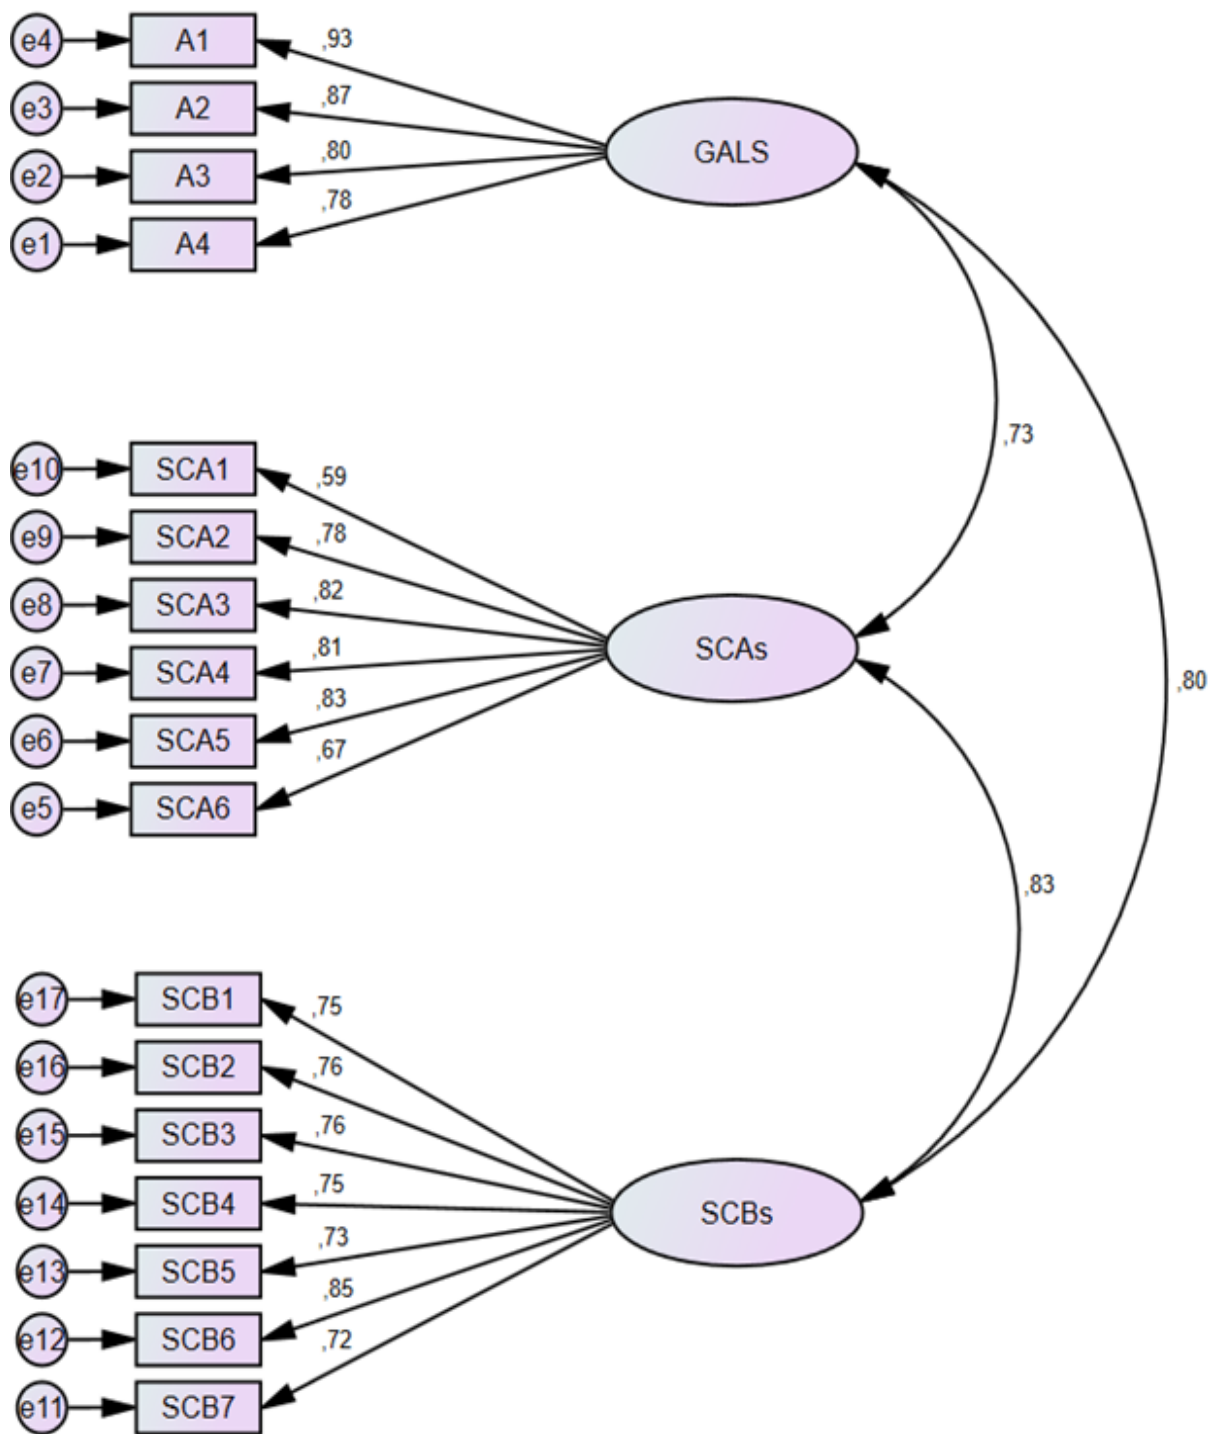 e4 A1 ,93
e3 A2 ,87
GALS
e2 A3 ,80
e1 A4 ,78
,73
e10 SCA1 ,59
e9 SCA2 ,78
e8 SCA3 ,82
SCAs
e7 SCA4 ,81
,80
e6 SCA5 ,83
e5 SCA6 ,67
,83
e17 SCB1 ,75
e16 SCB2 ,76
e15 SCB3 ,76
e14 SCB4 ,75
SCBs
e13 SCB5 ,73
e12 SCB6 ,85
e11 SCB7 ,72